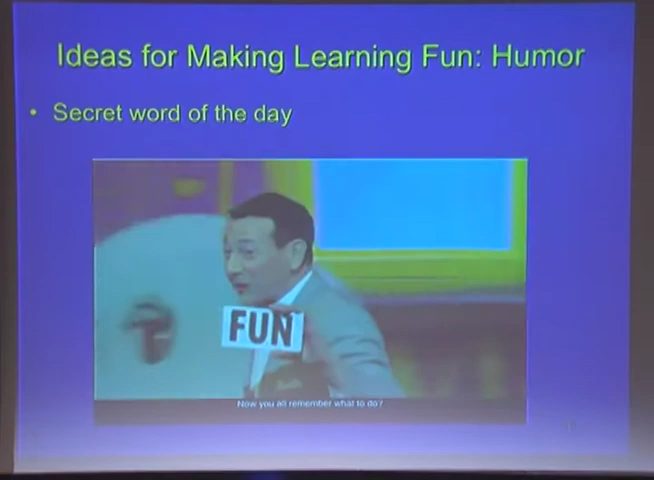 Ideas for Making Learning Fun: Humor
• Secret word of the day
FUN
Now you all remember what to do?